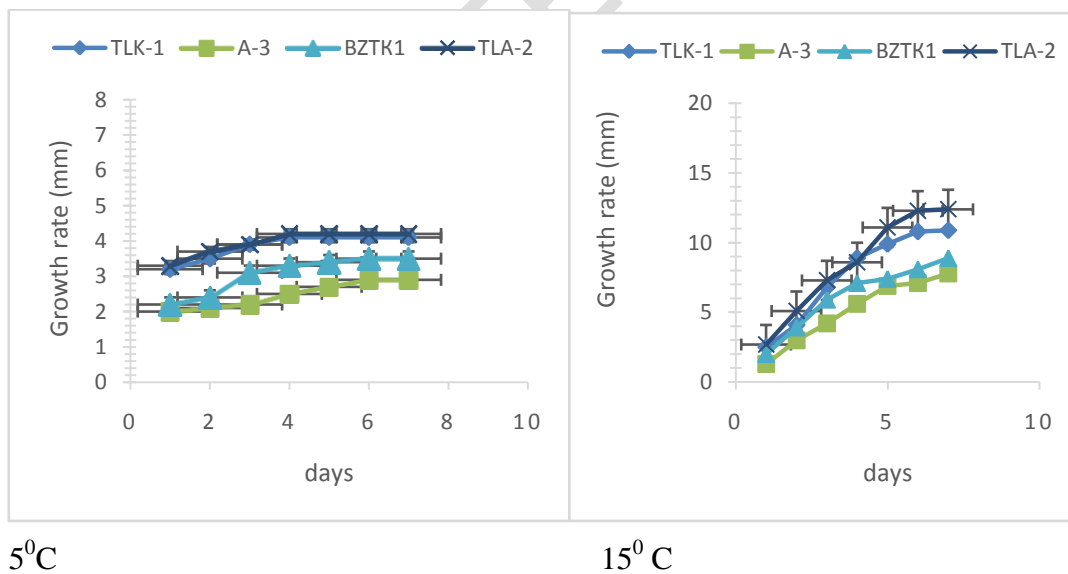 TLK-1 A-3 BZTK1 TLA-2
Growth rate (mm)
8
7
6
5
4
3
2
1
0
0 2 4 6 8 10
days
TLK-1 A-3 BZTK1 TLA-2
Growth rate (mm)
20
15
10
5
0
0 5 10
days
5⁰C
15⁰ C